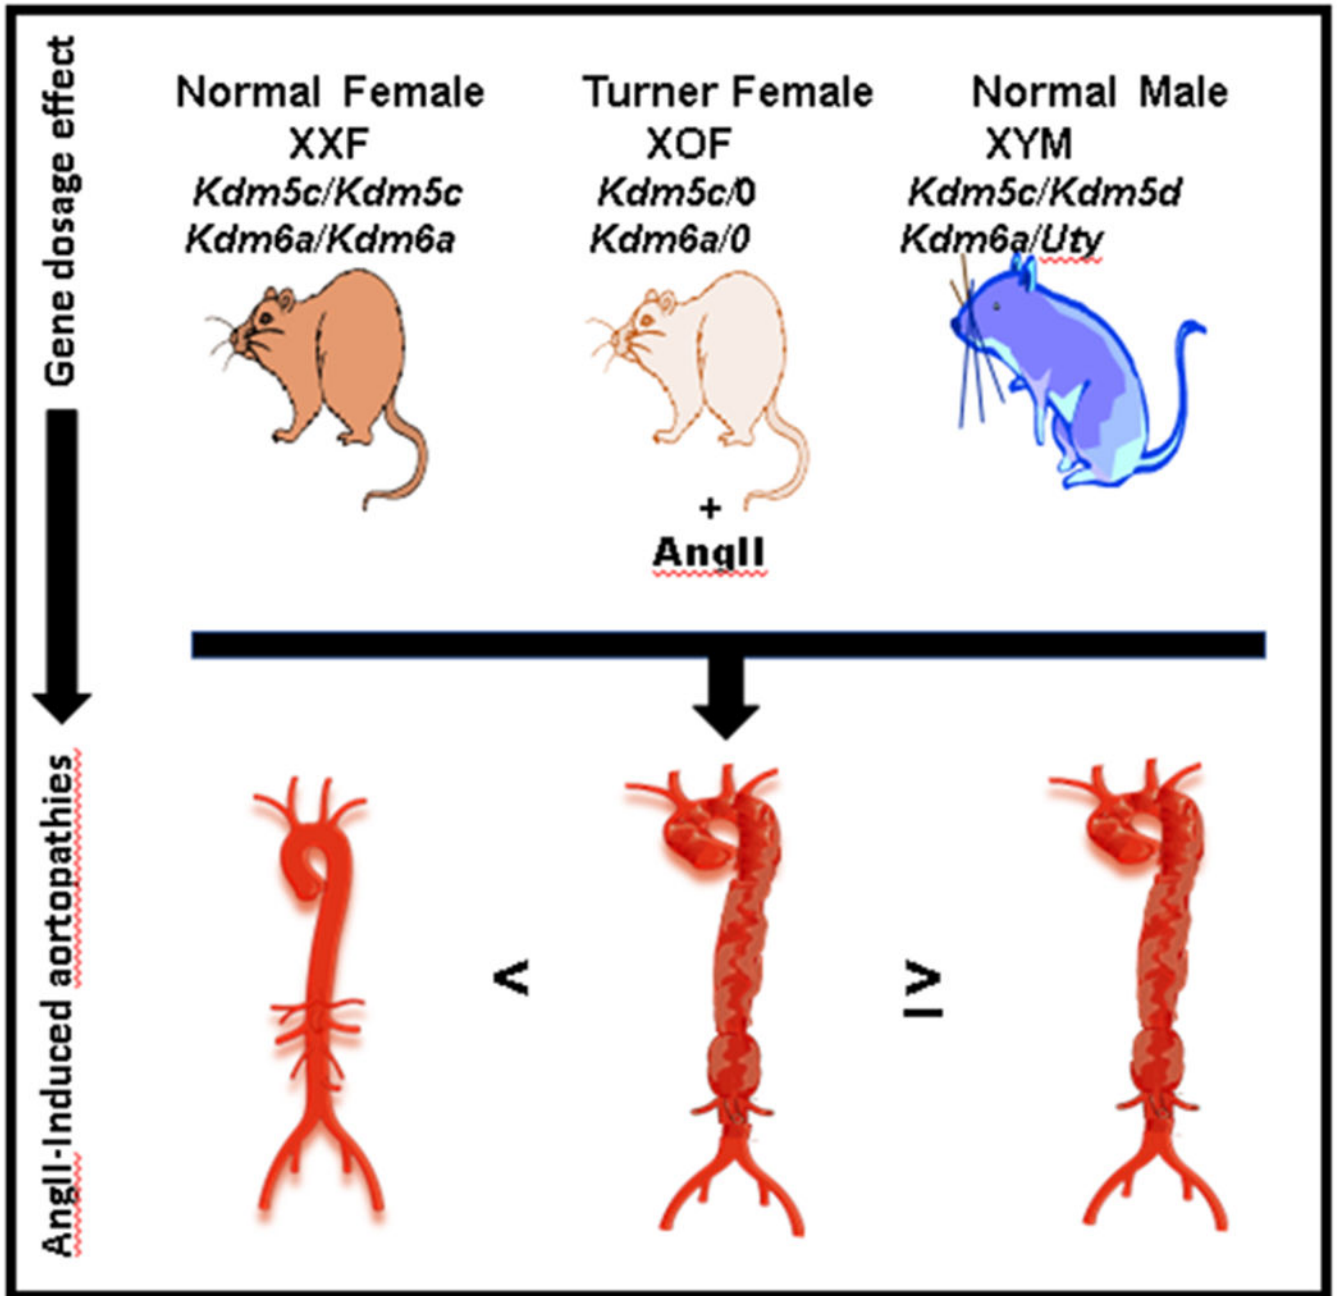 Gene dosage effect
Normal Female
XXF
Kdm5c/Kdm5c
Kdm6a/Kdm6a
Turner Female
XOF
Kdm5c/0
Kdm6a/0
Normal Male
XYM
Kdm5c/Kdm5d
Kdm6a/Uty
+
AngII
AngII-Induced aortopathies
<
≥